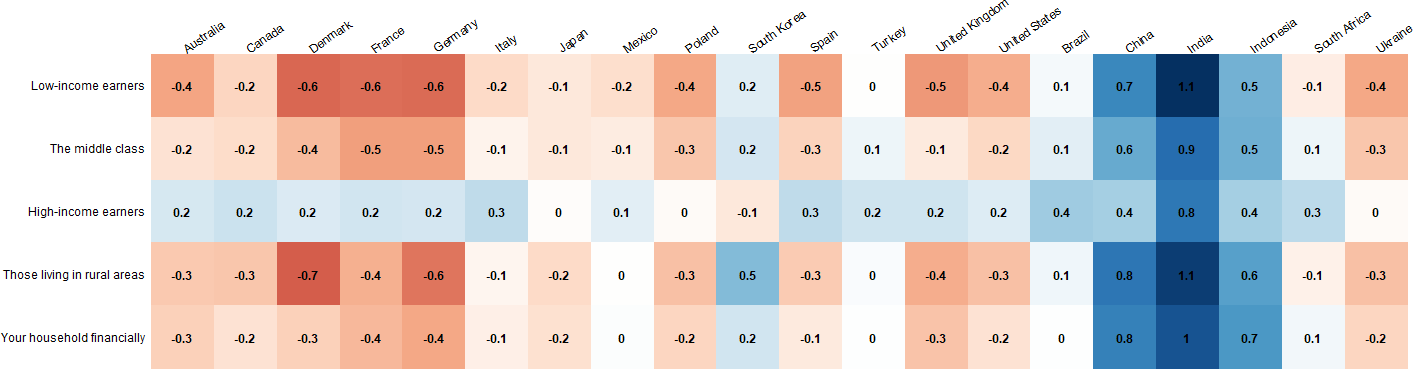 Australia Canada Denmark France Germany Italy Japan Mexico Poland South Korea Spain Turkey United Kingdom United States Brazil China India Indonesia South Africa Ukraine
Low-income earners -0.4 -0.2 -0.6 -0.6 -0.6 -0.2 -0.1 -0.2 -0.4 0.2 -0.5 0 -0.5 -0.4 0.1 0.7 1.1 0.5 -0.1 -0.4
The middle class -0.2 -0.2 -0.4 -0.5 -0.5 -0.1 -0.1 -0.1 -0.3 0.2 -0.3 0.1 -0.1 -0.2 0.1 0.6 0.9 0.5 0.1 -0.3
High-income earners 0.2 0.2 0.2 0.2 0.2 0.3 0 0.1 0 -0.1 0.3 0.2 0.2 0.2 0.4 0.4 0.8 0.4 0.3 0
Those living in rural areas -0.3 -0.3 -0.7 -0.4 -0.6 -0.1 -0.2 0 -0.3 0.5 -0.3 0 -0.4 -0.3 0.1 0.8 1.1 0.6 -0.1 -0.3
Your household financially -0.3 -0.2 -0.3 -0.4 -0.4 -0.1 -0.2 0 -0.2 0.2 -0.1 0 -0.3 -0.2 0 0.8 1 0.7 0.1 -0.2